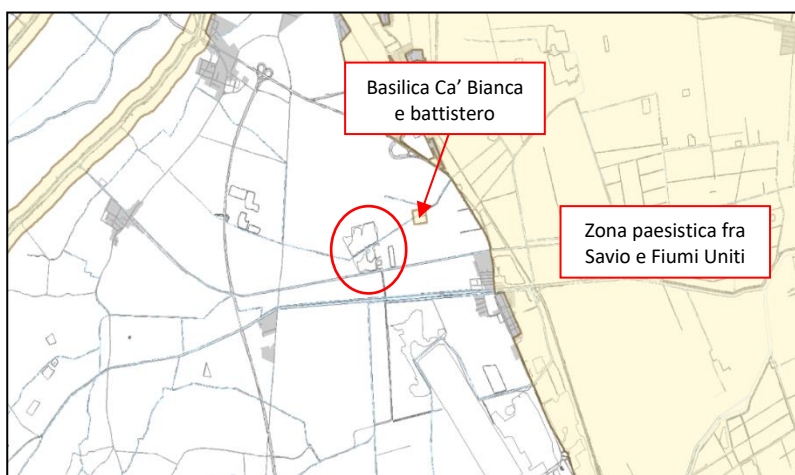 Basilica Ca’ Bianca
e battistero
Zona paesistica fra
Savio e Fiumi Uniti